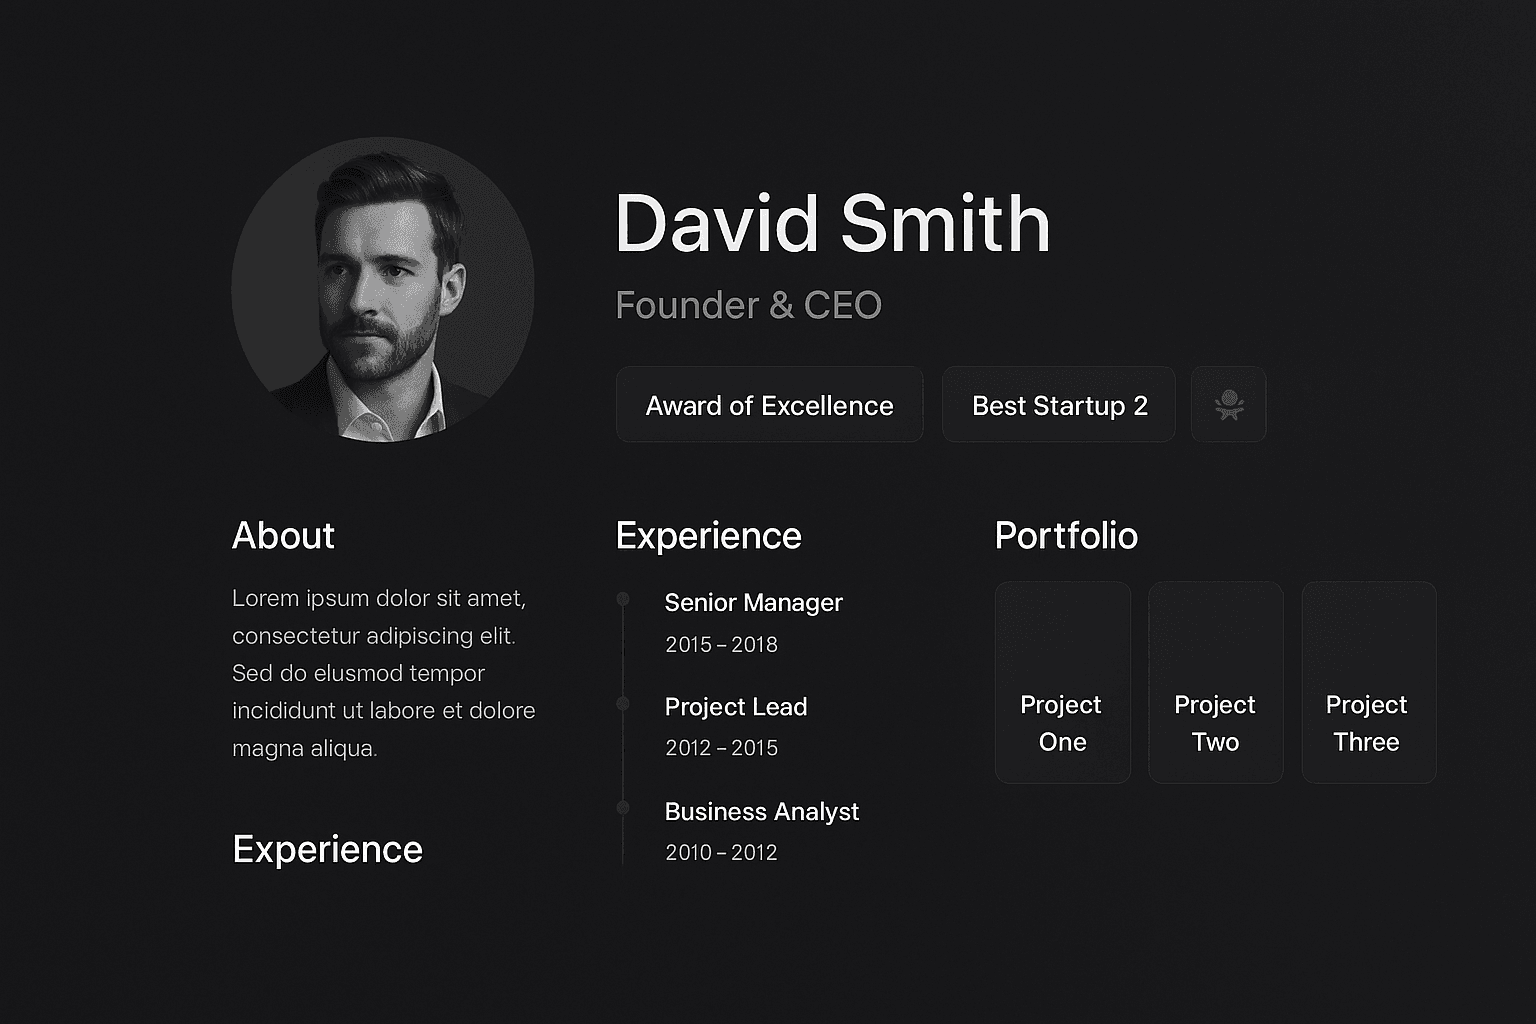 David Smith
Founder & CEO
Award of Excellence
Best Startup 2
About
Lorem ipsum dolor sit amet,
consectetur adipiscing elit.
Sed do elusmod tempor
incididunt ut labore et dolore
magna aliqua.
Experience
Experience
Senior Manager
2015 – 2018
Project Lead
2012 – 2015
Business Analyst
2010 – 2012
Portfolio
Project
One
Project
Two
Project
Three